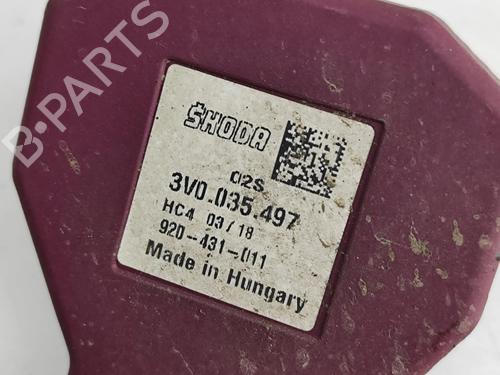 B-PARTS
ŠKODA
02S
3V0.035.497
HC4 03/18
920-431-011
Made in Hungary